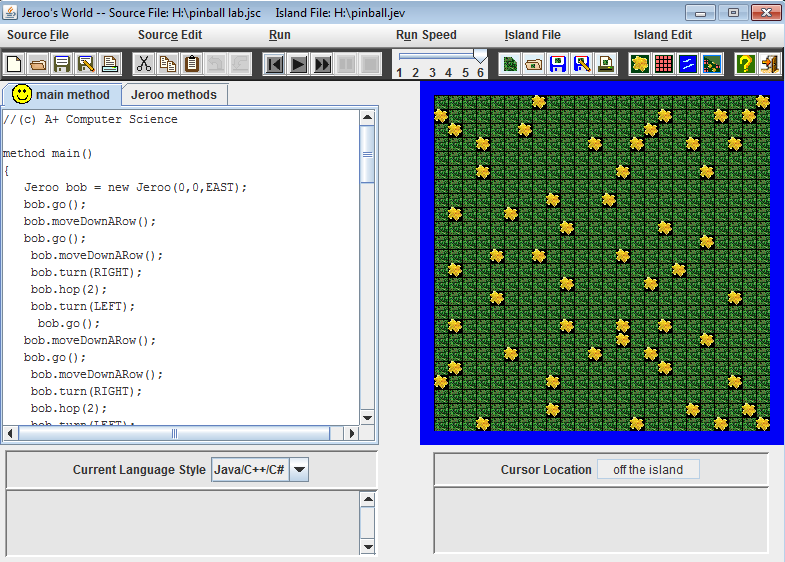 Jeroo's World -- Source File: H:\pinball lab.jsc     Island File: H:\pinball.jev
Source File Source Edit Run Run Speed Island File Island Edit Help
1 2 3 4 5 6
main method Jeroo methods
//(c) A+ Computer Science
method main()
{
   Jeroo bob = new Jeroo(0,0,EAST);
   bob.go();
   bob.moveDownARow();
   bob.go();
    bob.moveDownARow();
    bob.turn(RIGHT);
    bob.hop(2);
    bob.turn(LEFT);
     bob.go();
   bob.moveDownARow();
   bob.go();
    bob.moveDownARow();
    bob.turn(RIGHT);
    bob.hop(2);
    bob.turn(LEFT);
Current Language Style Java/C++/C#
Cursor Location off the island